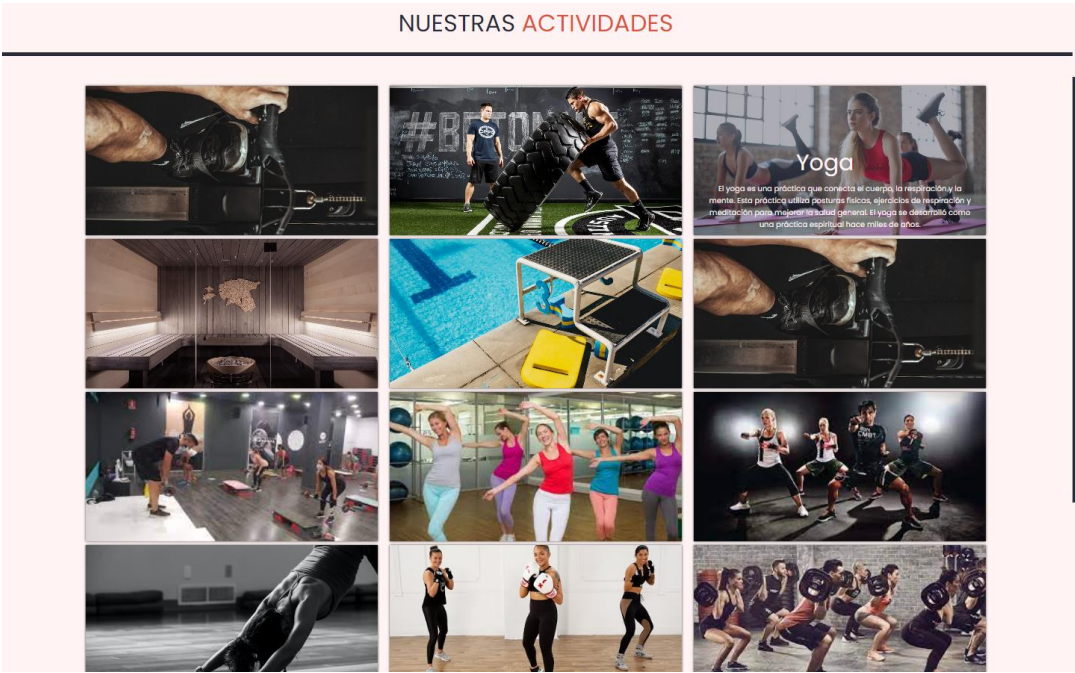 NUESTRAS ACTIVIDADES
Yoga
El yoga es una práctica que conecta el cuerpo, la respiración,y la
mente. Esta práctica utiliza posturas físicas, ejercicios de respiración y
meditación para mejorar la salud general. El yoga se desarrolló como
una práctica espiritual hace miles de años.